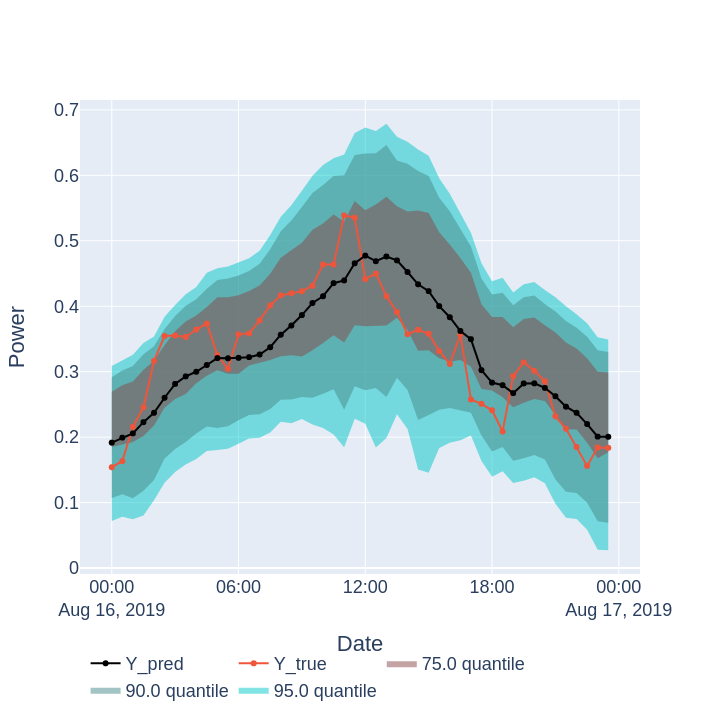 0.7
0.6
0.5
0.4
0.3
0.2
0.1
0
Power
00:00 06:00 12:00 18:00 00:00
Aug 16, 2019 Aug 17, 2019
Date
Y_pred Y_true 75.0 quantile
90.0 quantile 95.0 quantile